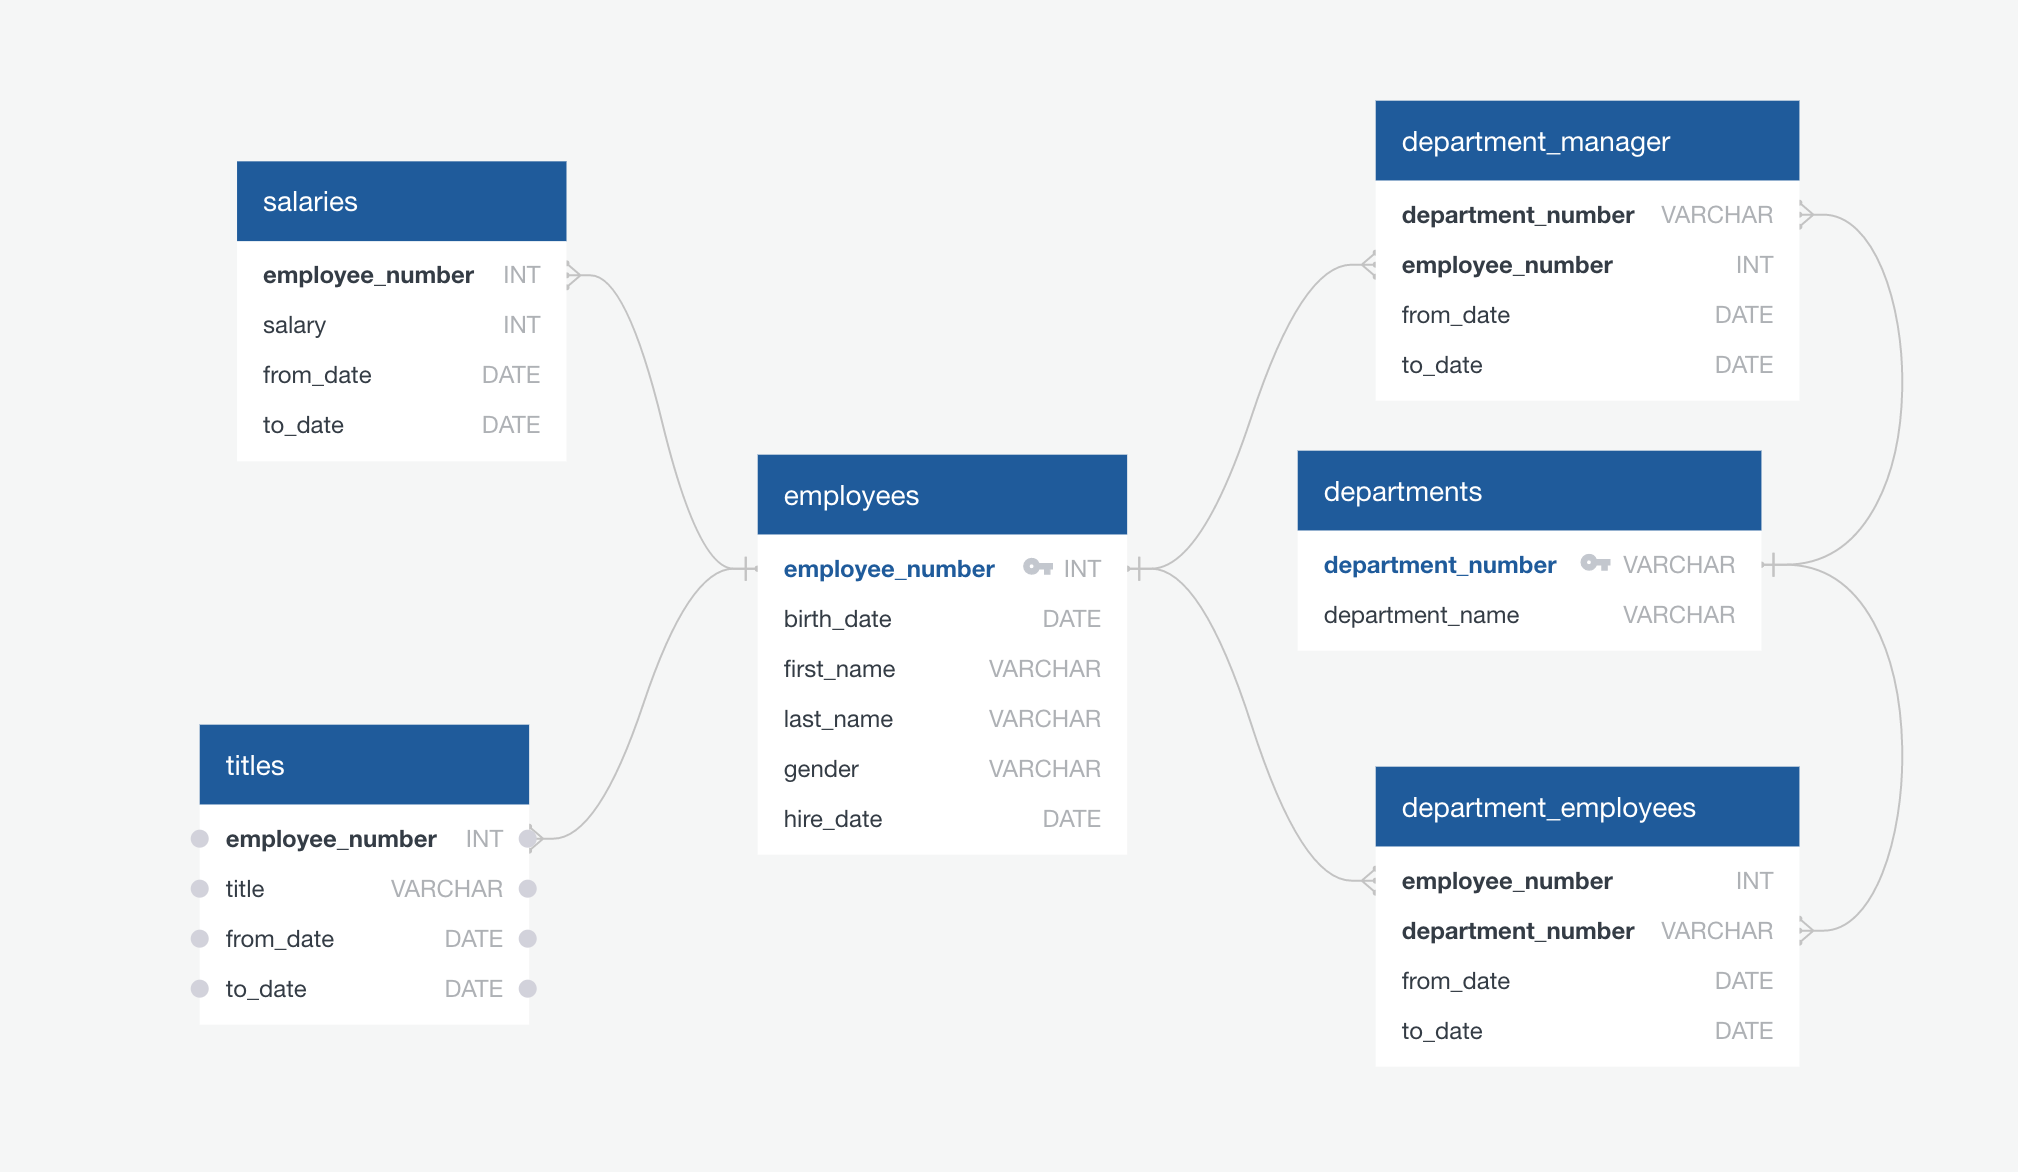 salaries
employee_number INT
salary INT
from_date DATE
to_date DATE
titles
employee_number INT
title VARCHAR
from_date DATE
to_date DATE
employees
employee_number INT
birth_date DATE
first_name VARCHAR
last_name VARCHAR
gender VARCHAR
hire_date DATE
department_manager
department_number VARCHAR
employee_number INT
from_date DATE
to_date DATE
departments
department_number VARCHAR
department_name VARCHAR
department_employees
employee_number INT
department_number VARCHAR
from_date DATE
to_date DATE